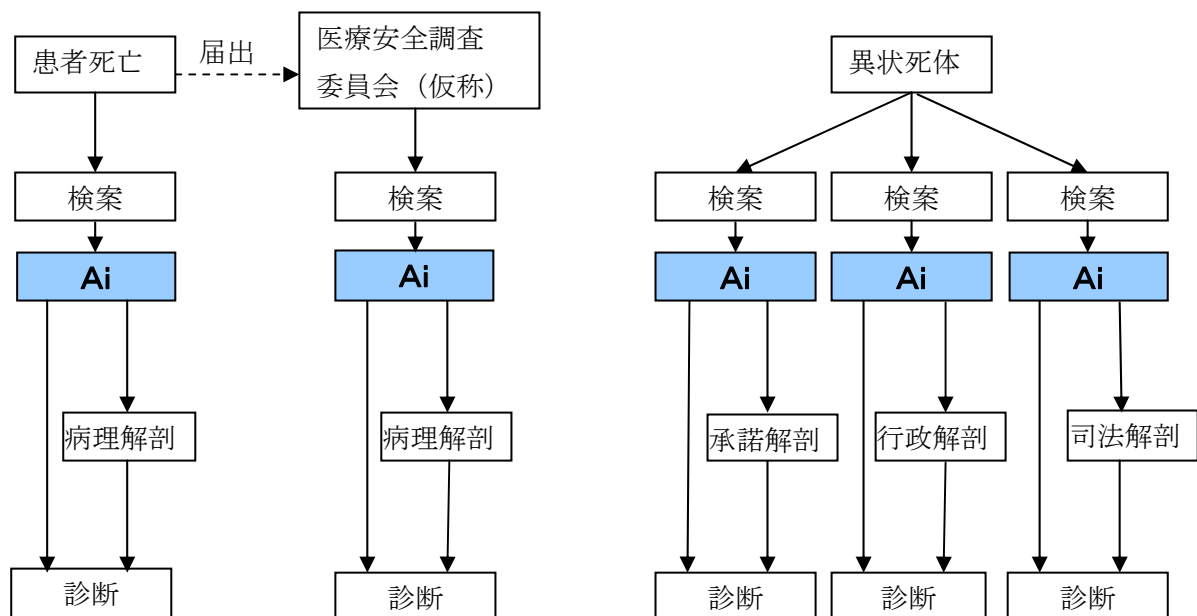 患者死亡
届出
医療安全調査
委員会（仮称）
異状死体
検案
検案
検案
検案
検案
Ai
Ai
Ai
Ai
Ai
病理解剖
病理解剖
承諾解剖
行政解剖
司法解剖
診断
診断
診断
診断
診断